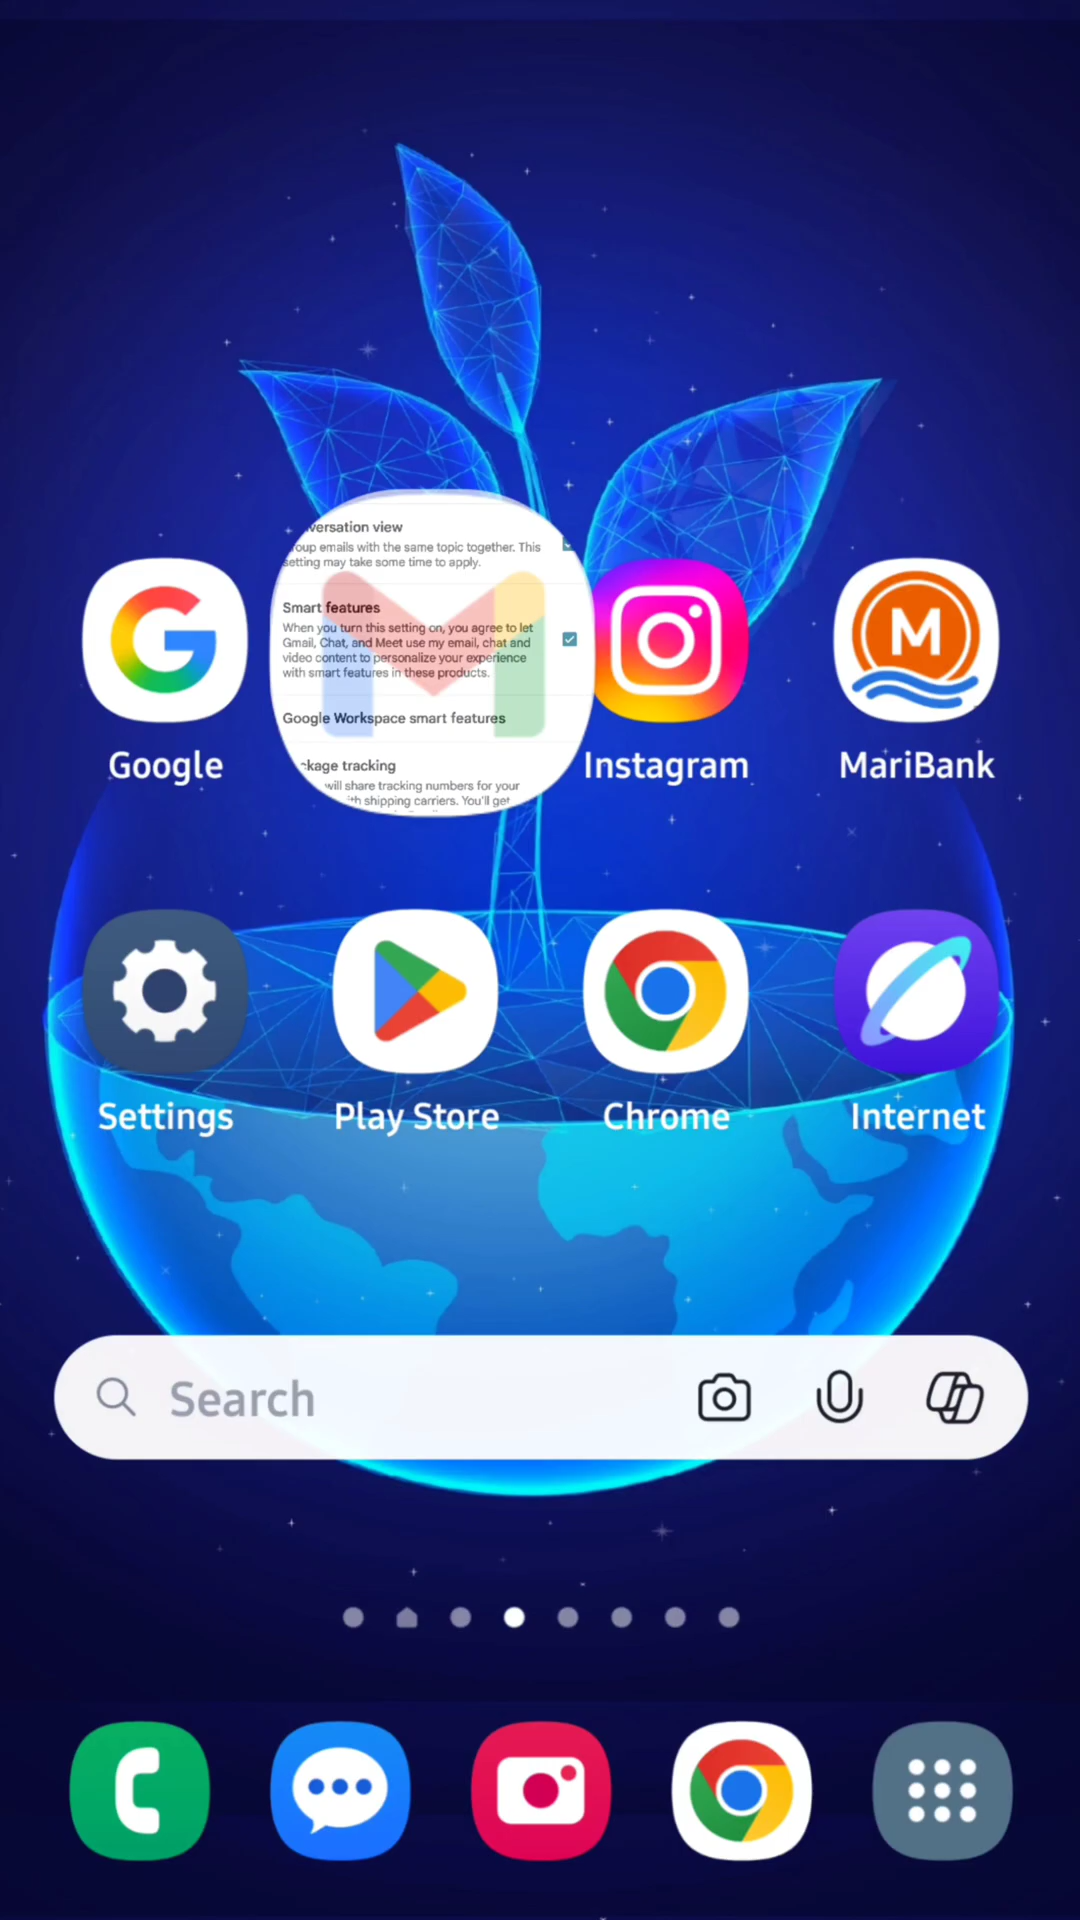 versation view
oup emails with the same topic together. This
setting may take some time to apply.
Smart features
When you turn this setting on, you agree to let
Gmail, Chat, and Meet use my email, chat and
video content to personalize your experience
with smart features in these products.
Google Workspace smart features
ckage tracking
will share tracking numbers for your
th shipping carriers. You'll get
Google
Instagram
M
MariBank
Settings
Play Store
Chrome
Internet
Search